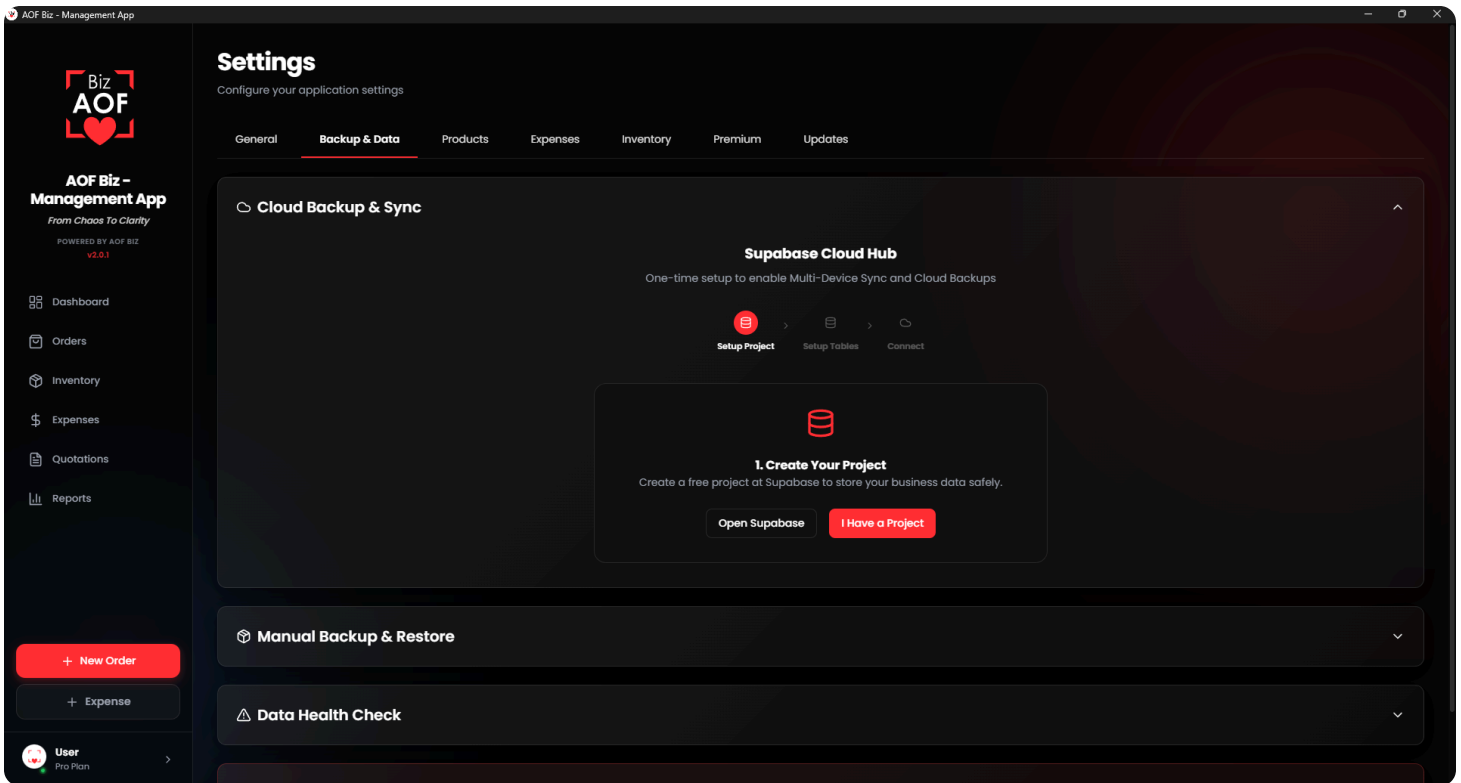 AOF Biz - Management App
Biz
AOF
AOF Biz -
Management App
From Chaos To Clarity
POWERED BY AOF BIZ
v2.0.1
Dashboard
Orders
Inventory
Expenses
Quotations
Reports
+ New Order
+ Expense
User
Pro Plan
Settings
Configure your application settings
General Backup & Data Products Expenses Inventory Premium Updates
Cloud Backup & Sync
Supabase Cloud Hub
One-time setup to enable Multi-Device Sync and Cloud Backups
Setup Project Setup Tables Connect
1. Create Your Project
Create a free project at Supabase to store your business data safely.
Open Supabase I Have a Project
Manual Backup & Restore
Data Health Check